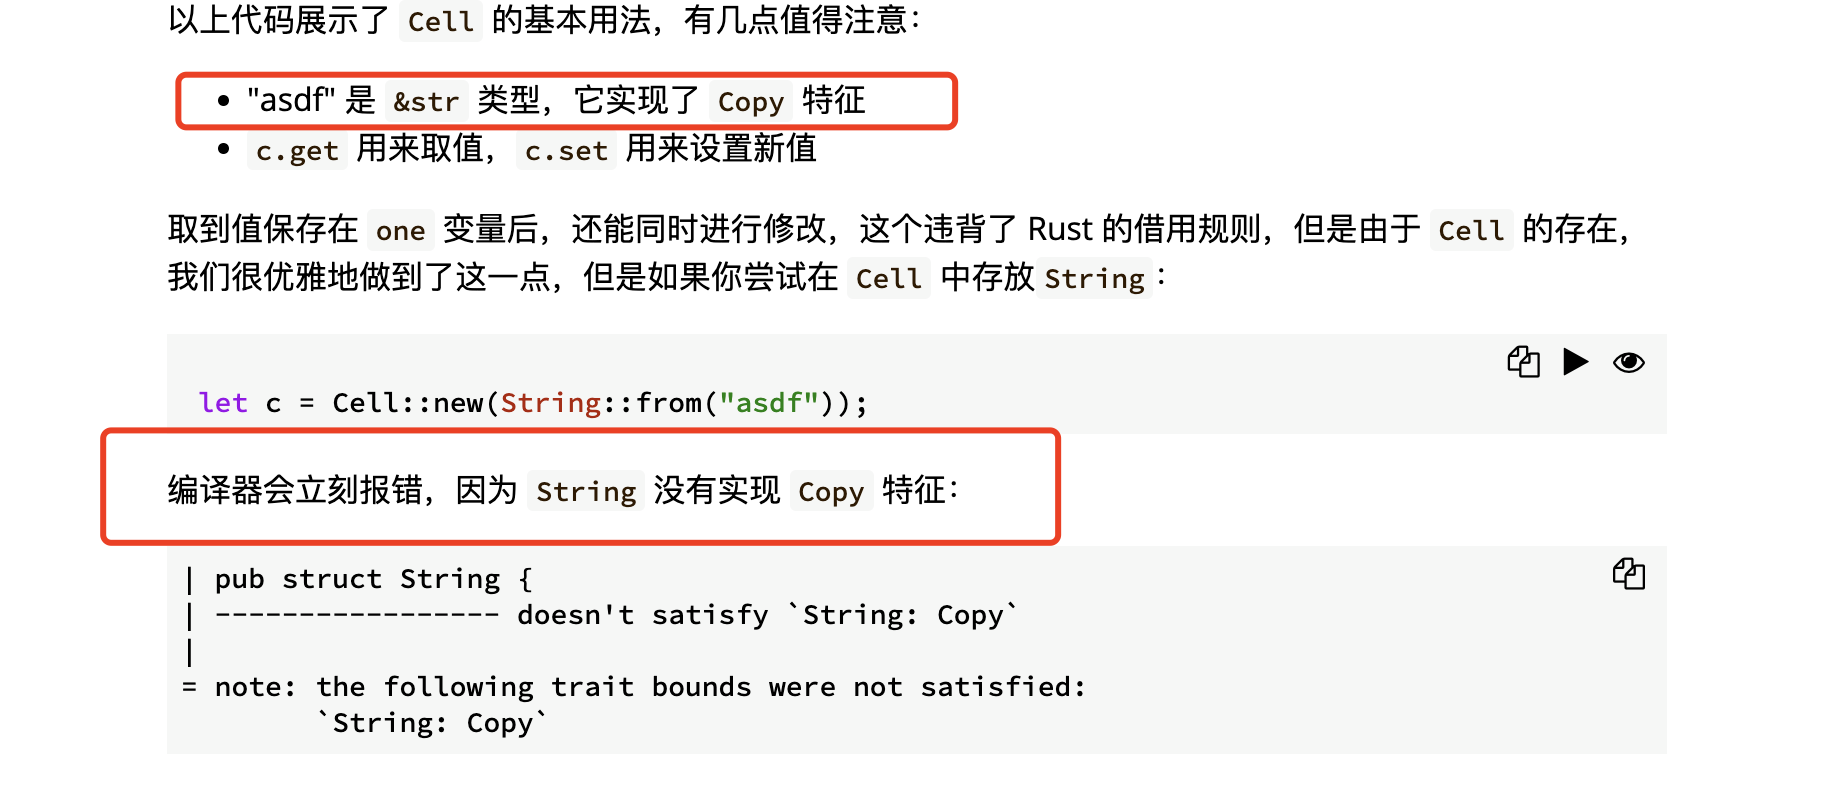 以上代码展示了 Cell 的基本用法，有几点值得注意：
• "asdf" 是 &str 类型，它实现了 Copy 特征
• c.get 用来取值，c.set 用来设置新值
取到值保存在 one 变量后，还能同时进行修改，这个违背了 Rust 的借用规则，但是由于 Cell 的存在，
我们很优雅地做到了这一点，但是如果你尝试在 Cell 中存放 String：
let c = Cell::new(String::from("asdf"));
编译器会立刻报错，因为 String 没有实现 Copy 特征：
| pub struct String {
| ----------------- doesn't satisfy `String: Copy`
|
= note: the following trait bounds were not satisfied:
`String: Copy`